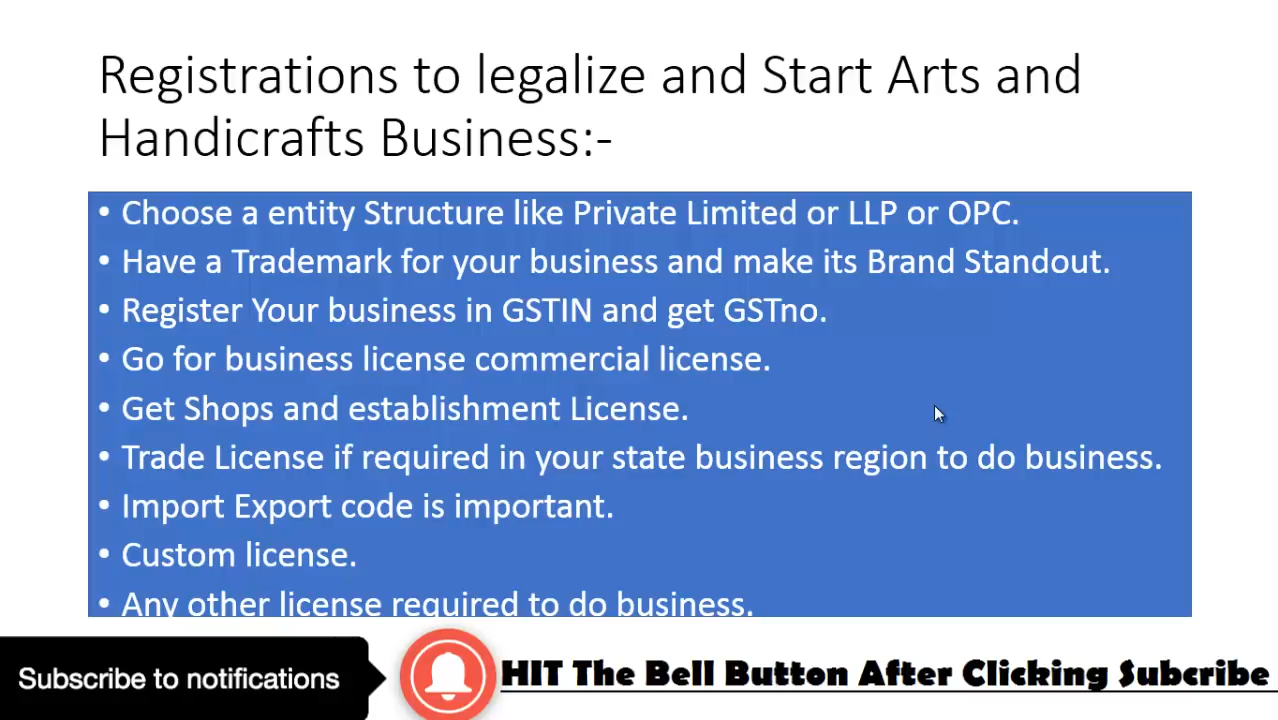 Registrations to legalize and Start Arts and
Handicrafts Business:-
• Choose a entity Structure like Private Limited or LLP or OPC.
• Have a Trademark for your business and make its Brand Standout.
• Register Your business in GSTIN and get GSTno.
• Go for business license commercial license.
• Get Shops and establishment License.
• Trade License if required in your state business region to do business.
• Import Export code is important.
• Custom license.
• Any other license required to do business.
Subscribe to notifications
HIT The Bell Button After Clicking Subcribe